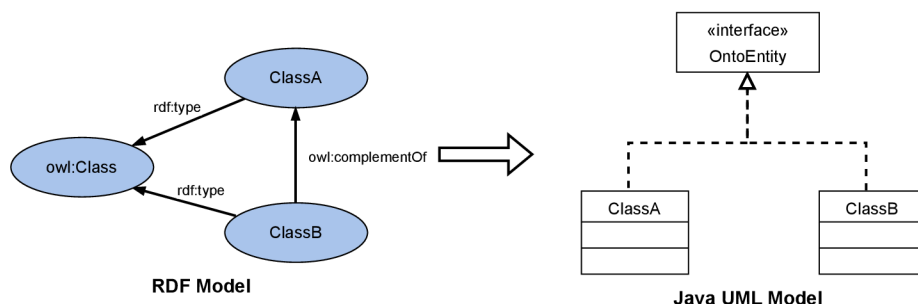 ClassA
rdf:type
owl:Class
owl:complementOf
rdf:type
ClassB
RDF Model
«interface»
OntoEntity
ClassA
ClassB
Java UML Model